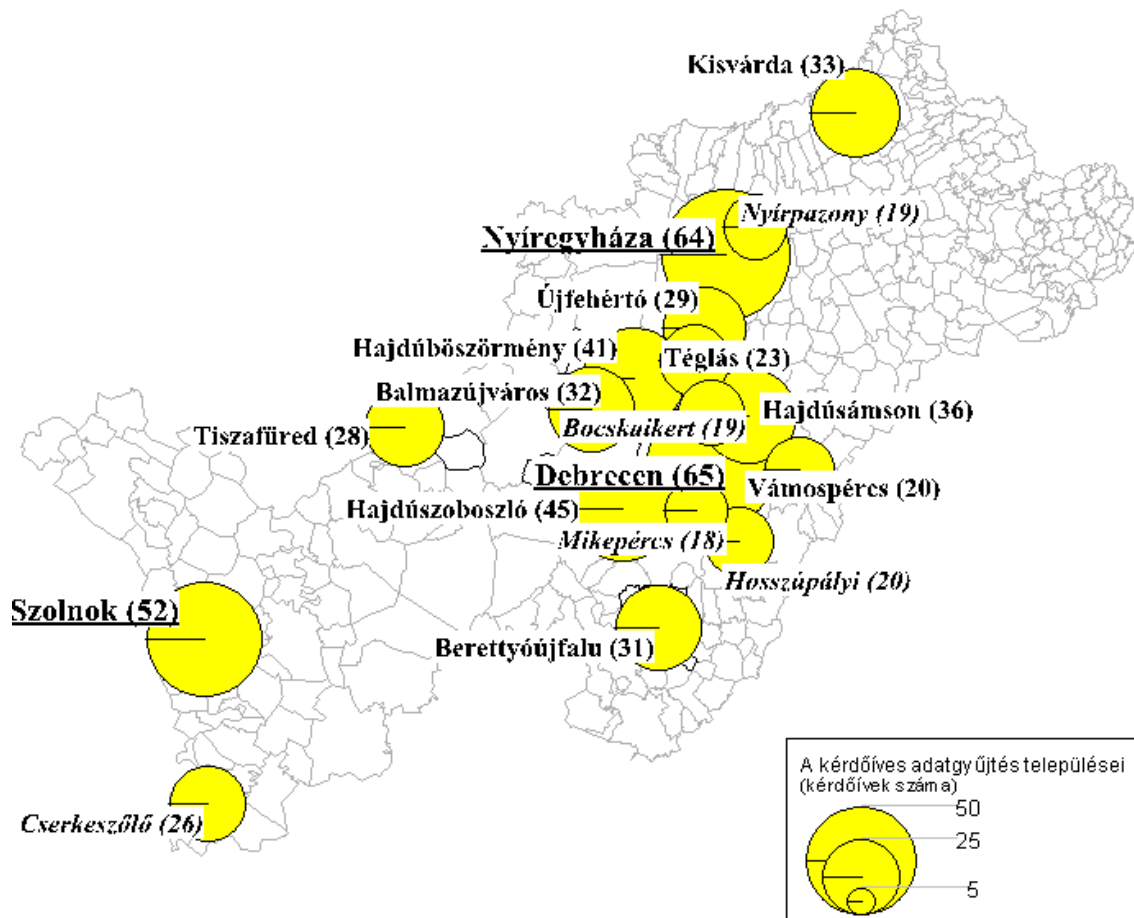 Kisvárda (33)
Nyírpazony (19)
Nyíregyháza (64)
Újfehértó (29)
Hajdúböszörmény (41)
Téglás (23)
Balmazújváros (32)
Hajdúsámson (36)
Bocskaikert (19)
Tiszafüred (28)
Debrecen (65)
Vámospércs (20)
Hajdúszoboszló (45)
Mikepércs (18)
Hosszúpályi (20)
Szolnok (52)
Berettyóújfalu (31)
Cserkeszőlő (26)
A kérdőíves adatgyűjtés települései
(kérdőívek száma)
50
25
5